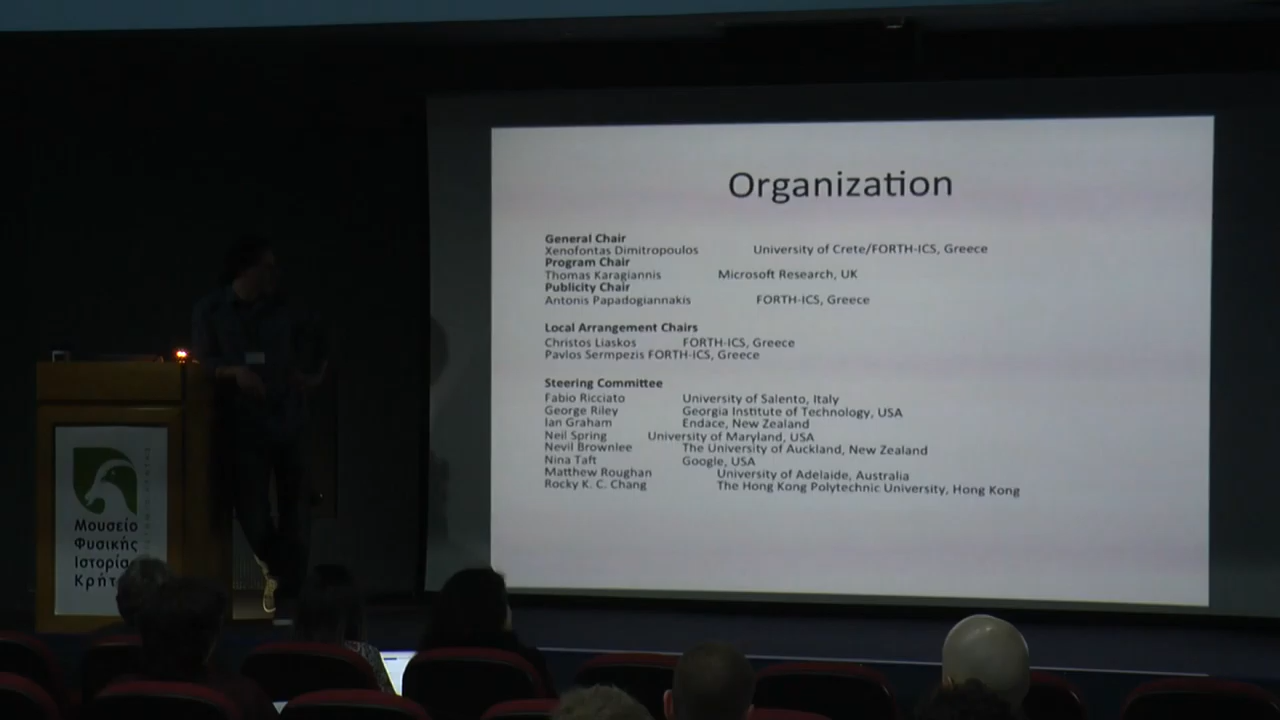 Organization
General Chair
Xenofontas Dimitropoulos University of Crete/FORTH-ICS, Greece
Program Chair
Thomas Karagiannis Microsoft Research, UK
Publicity Chair
Antonis Papadogiannakis FORTH-ICS, Greece
Local Arrangement Chairs
Christos Liaskos FORTH-ICS, Greece
Pavlos Sermpezis FORTH-ICS, Greece
Steering Committee
Fabio Ricciato University of Salento, Italy
George Riley Georgia Institute of Technology, USA
Ian Graham Endace, New Zealand
Neil Spring University of Maryland, USA
Nevil Brownlee The University of Auckland, New Zealand
Nina Taft Google, USA
Matthew Roughan University of Adelaide, Australia
Rocky K. C. Chang The Hong Kong Polytechnic University, Hong Kong
Μουσείο
Φυσικής
Ιστορίας